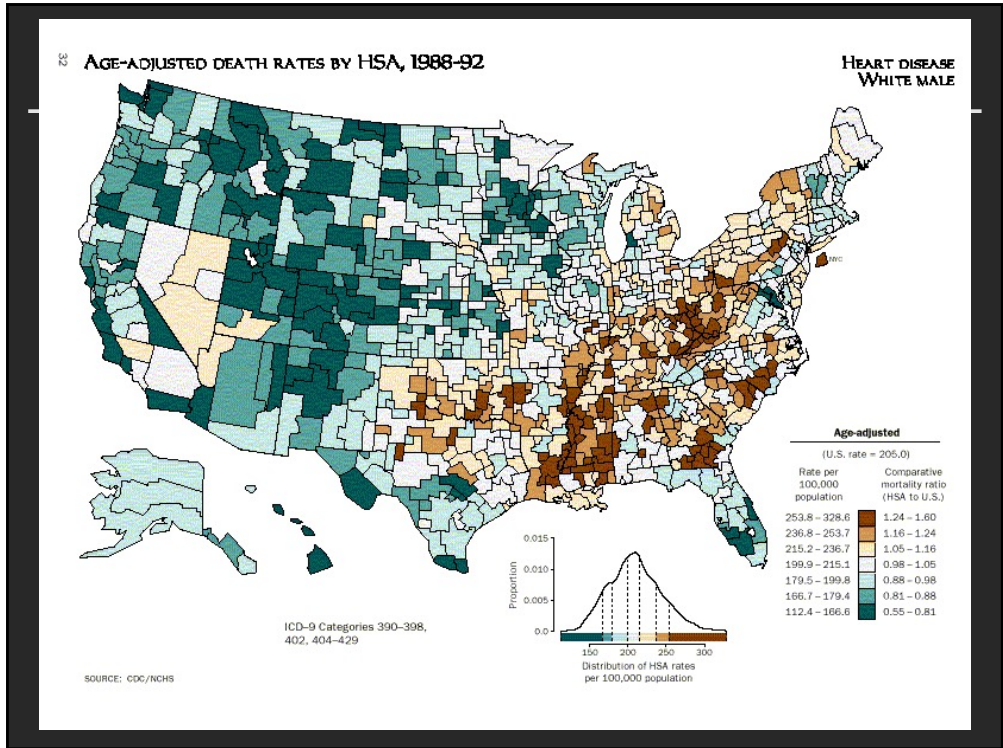 32
AGE-ADJUSTED DEATH RATES BY HSA, 1988-92
HEART DISEASE
WHITE MALE
NYC
Age-adjusted
(U.S. rate = 205.0)
Rate per
100,000
population
Comparative
mortality ratio
(HSA to U.S.)
253.8 – 328.6 1.24 – 1.60
236.8 – 253.7 1.16 – 1.24
215.2 – 236.7 1.05 – 1.16
199.9 – 215.1 0.98 – 1.05
179.5 – 199.8 0.88 – 0.98
166.7 – 179.4 0.81 – 0.88
112.4 – 166.6 0.55 – 0.81
0.015
0.010
0.005
0.0
Proportion
150 200 250 300
Distribution of HSA rates
per 100,000 population
ICD–9 Categories 390–398,
402, 404–429
SOURCE: CDC/NCHS